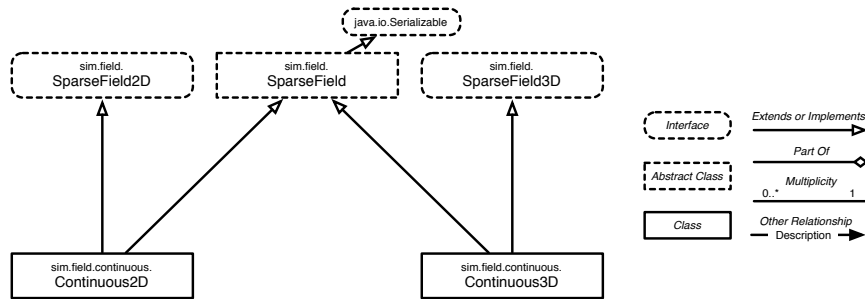 java.io.Serializable
sim.field.
SparseField2D
sim.field.
SparseField
sim.field.
SparseField3D
sim.field.continuous.
Continuous2D
sim.field.continuous.
Continuous3D
Interface
Extends or Implements
Part Of
Abstract Class
Multiplicity
0..* 1
Class
Other Relationship
Description